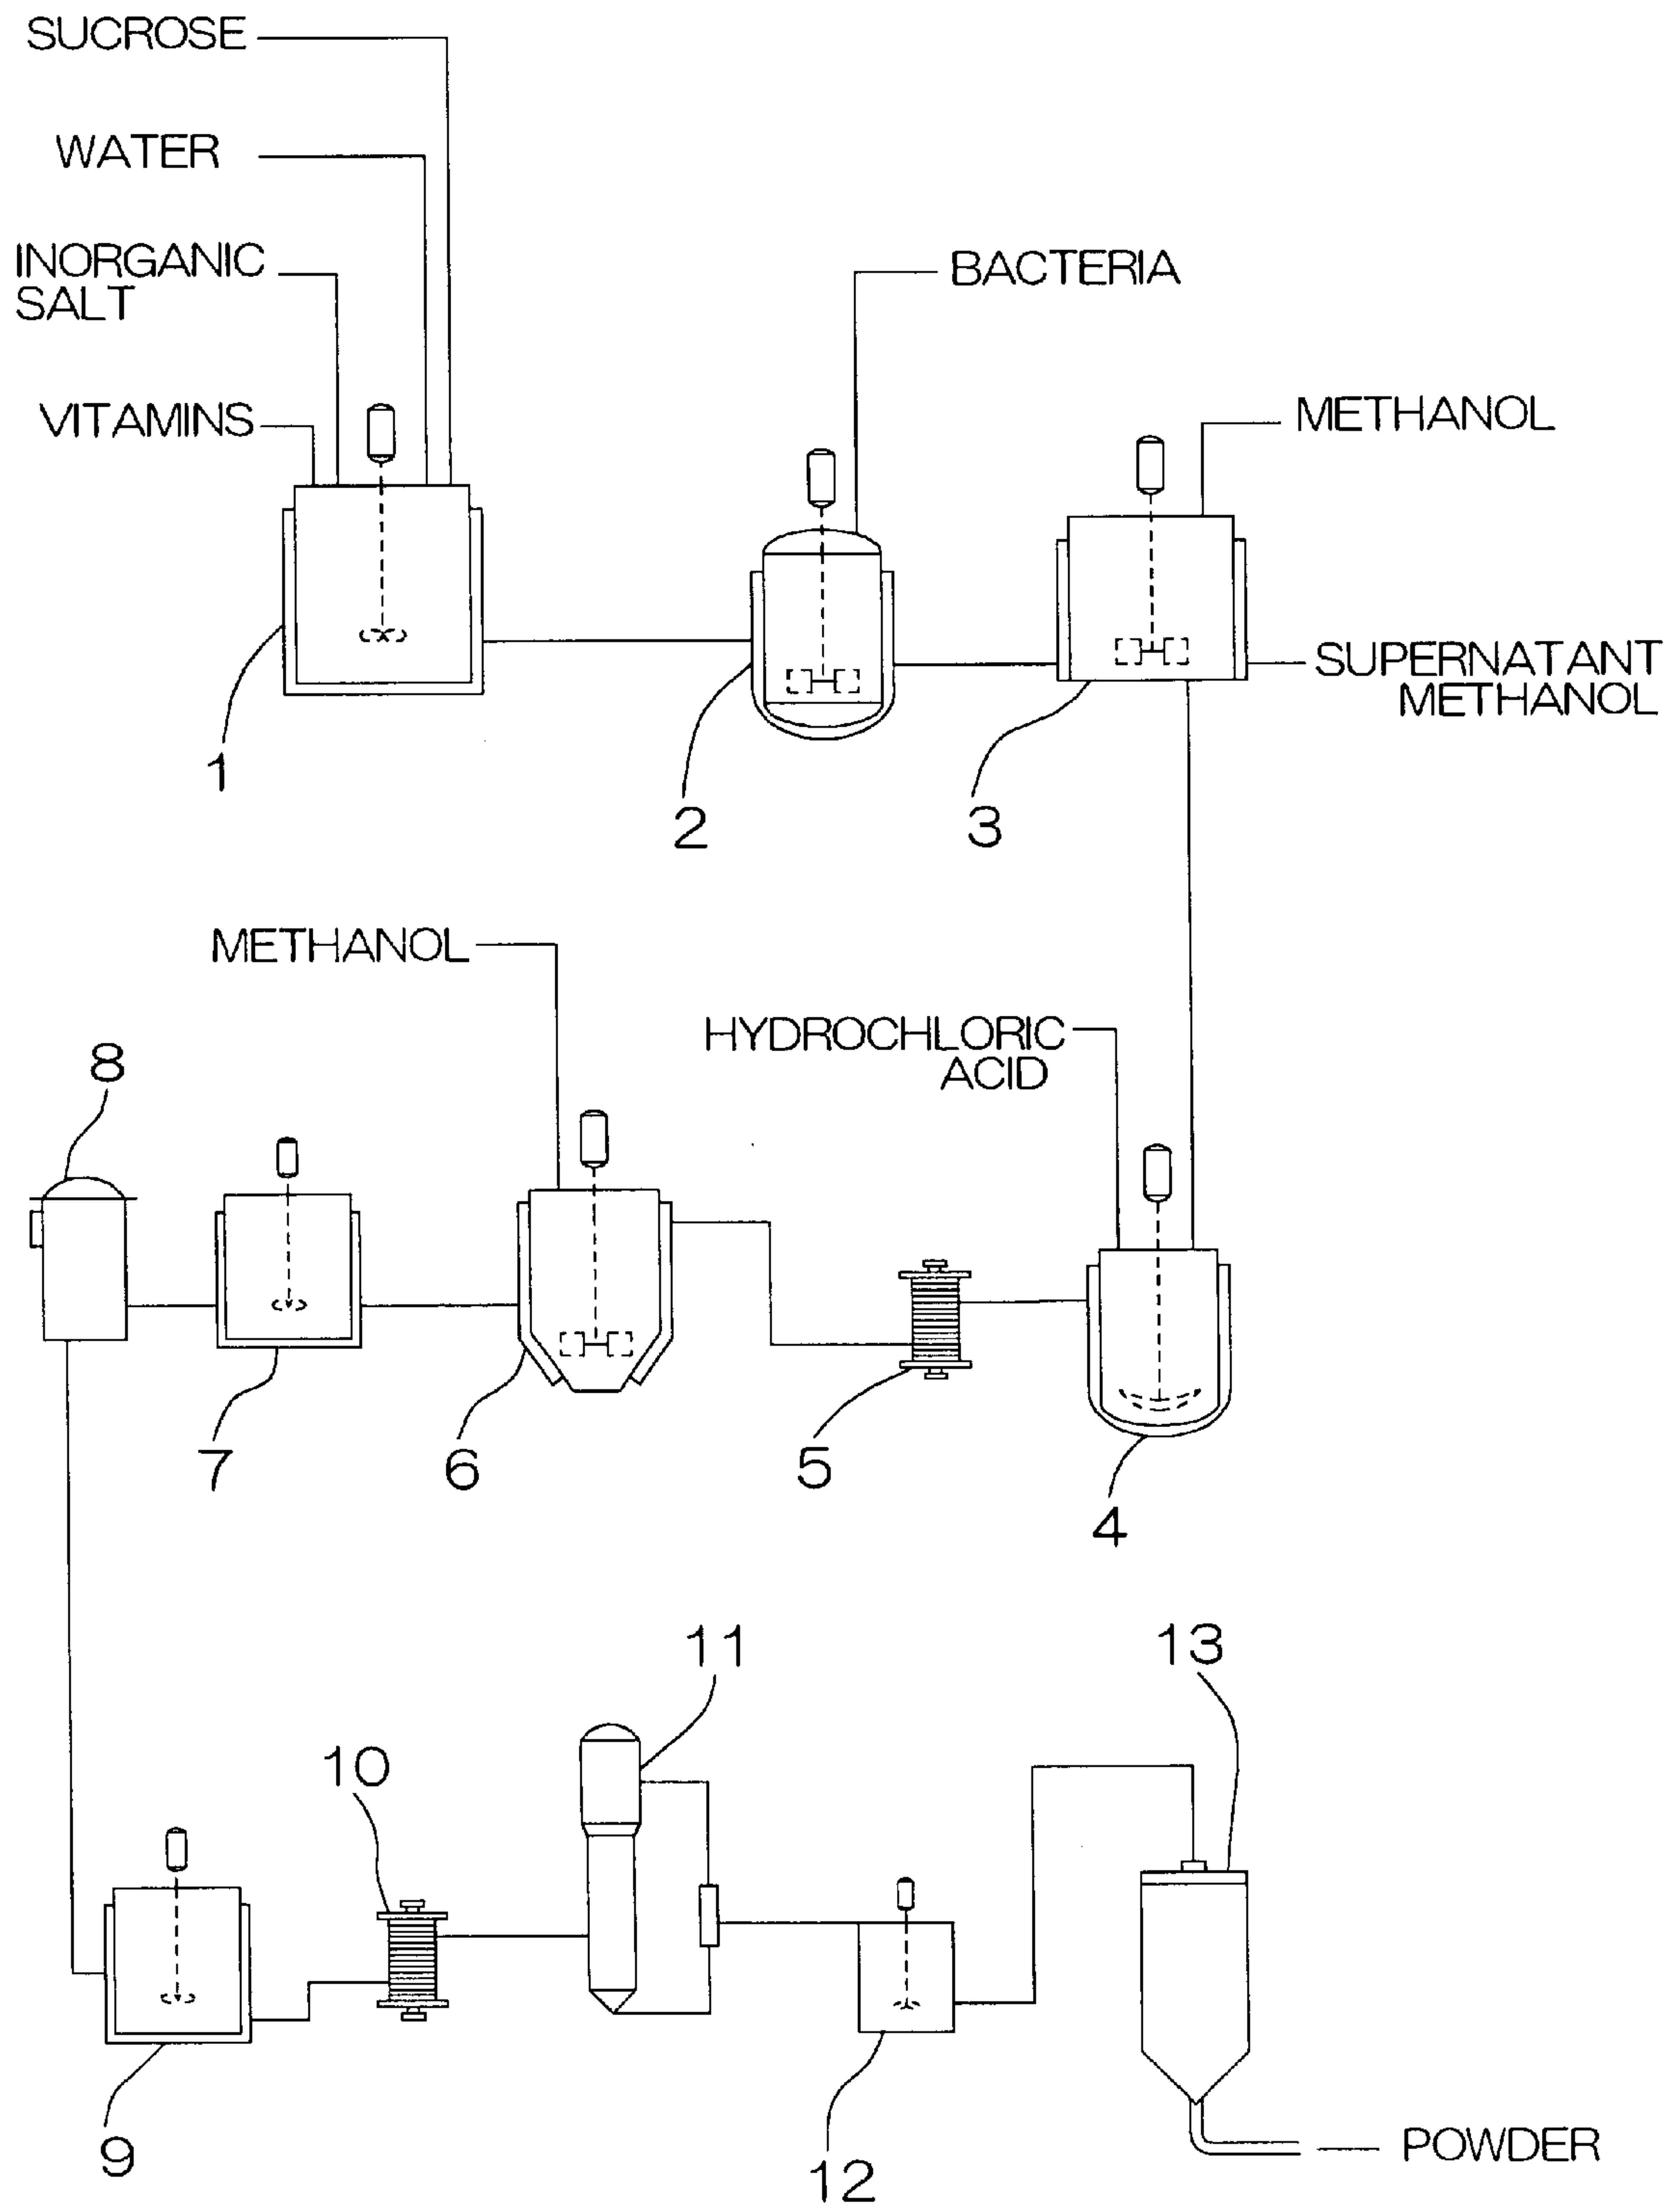 SUCROSE
WATER
INORGANIC
SALT
BACTERIA
VITAMINS
METHANOL
SUPERNATANT
METHANOL
1
2
3
METHANOL
HYDROCHLORIC
ACID
8
7
6
5
4
11
13
10
9
12
POWDER